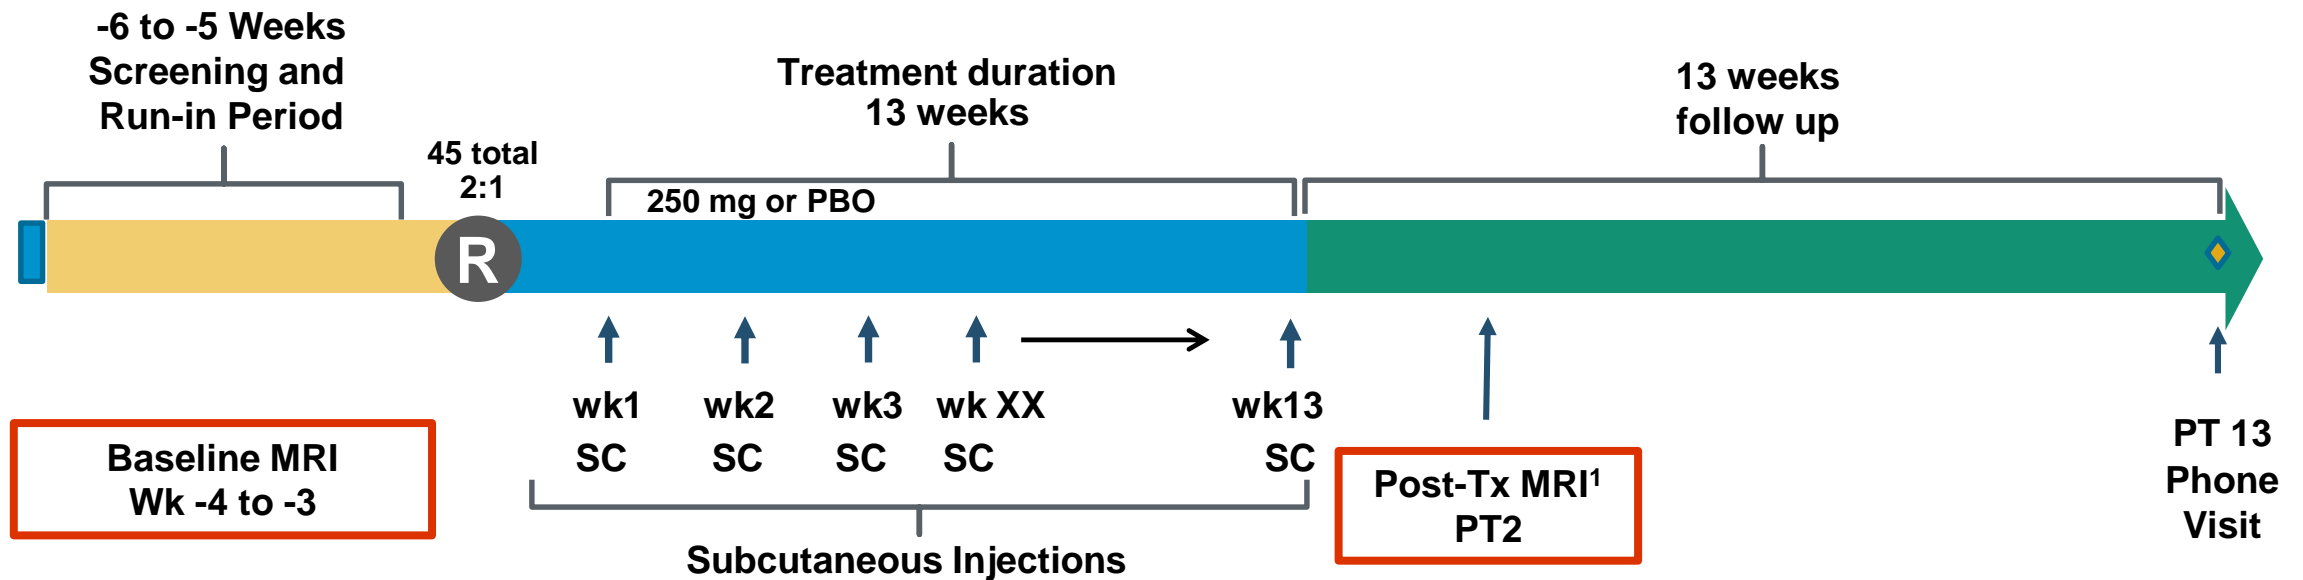 -6 to -5 Weeks
Screening and
Run-in Period
45 total
2:1
Treatment duration
13 weeks
250 mg or PBO
13 weeks
follow up
R
wk1
SC
wk2
SC
wk3
SC
wk XX
SC
wk13
SC
Subcutaneous Injections
Baseline MRI
Wk -4 to -3
Post-Tx MRI¹
PT2
PT 13
Phone
Visit